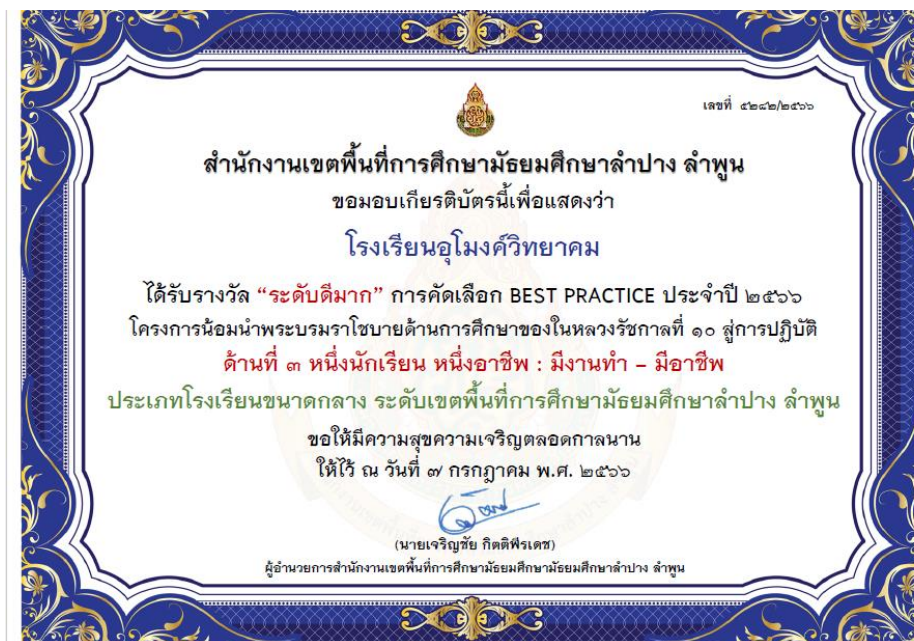 เลขที่ ๕๒๔๒/๒๕๖๖
สำนักงานเขตพื้นที่การศึกษามัธยมศึกษาลำปาง ลำพูน
ขอมอบเกียรติบัตรนี้เพื่อแสดงว่า
โรงเรียนอุโมงค์วิทยาคม
ได้รับรางวัล “ระดับดีมาก” การคัดเลือก BEST PRACTICE ประจำปี ๒๕๖๖
โครงการน้อมนำพระบรมราโชบายด้านการศึกษาของในหลวงรัชกาลที่ ๑๐ สู่การปฏิบัติ
ด้านที่ ๓ หนึ่งนักเรียน หนึ่งอาชีพ : มีงานทำ – มีอาชีพ
ประเภทโรงเรียนขนาดกลาง ระดับเขตพื้นที่การศึกษามัธยมศึกษาลำปาง ลำพูน
ขอให้มีความสุขความเจริญตลอดกาลนาน
ให้ไว้ ณ วันที่ ๗ กรกฎาคม พ.ศ. ๒๕๖๖
(นายเจริญชัย กิตติพีรเดช)
ผู้อำนวยการสำนักงานเขตพื้นที่การศึกษามัธยมศึกษามัธยมศึกษาลำปาง ลำพูน